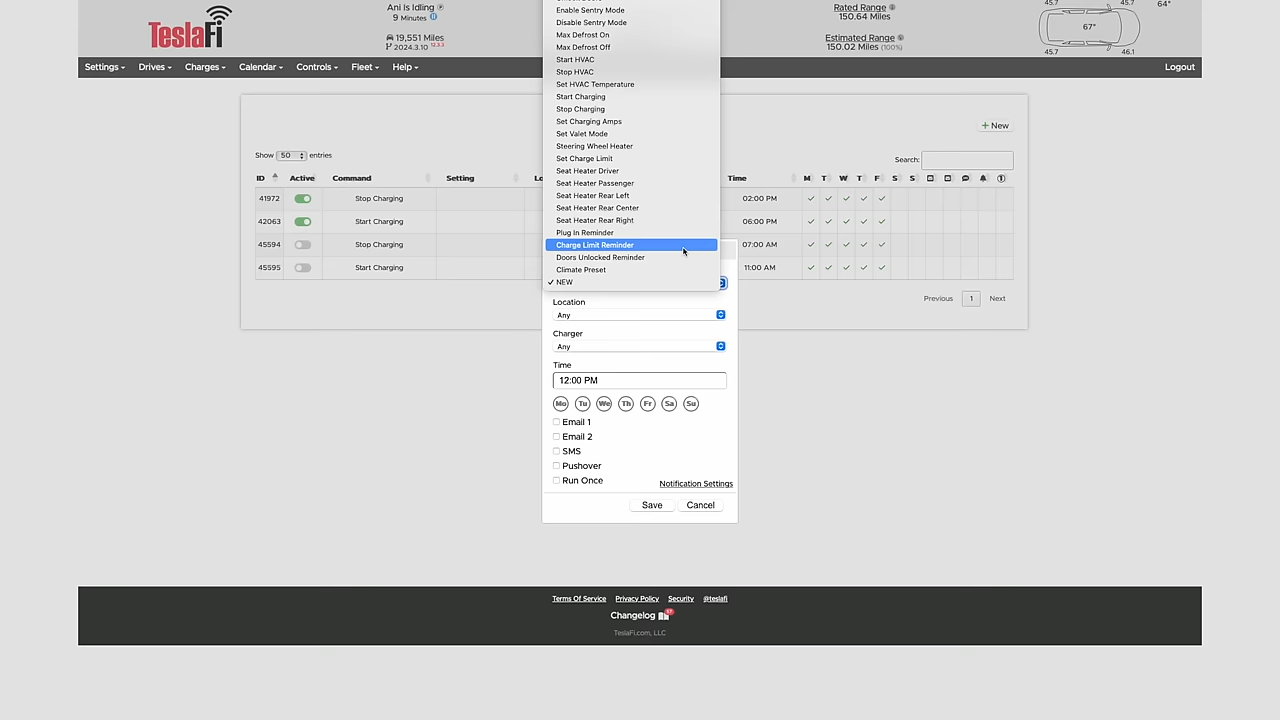 Ani Is Idling
9 Minutes
19,551 Miles
2024.3.10 12.3.3
TeslaFi
Rated Range
150.64 Miles
Estimated Range
150.02 Miles (100%)
45.7
45.7
64°
67°
45.7
46.1
Settings
Drives
Charges
Calendar
Controls
Fleet
Help
Logout
Enable Sentry Mode
Disable Sentry Mode
Max Defrost On
Max Defrost Off
Start HVAC
Stop HVAC
Set HVAC Temperature
Start Charging
Stop Charging
Set Charging Amps
Set Valet Mode
Steering Wheel Heater
Set Charge Limit
Seat Heater Driver
Seat Heater Passenger
Seat Heater Rear Left
Seat Heater Rear Center
Seat Heater Rear Right
Plug In Reminder
Charge Limit Reminder
Doors Unlocked Reminder
Climate Preset
✓ NEW
+ New
Show 50 entries
Search:
ID Active Command Setting Lo Time M T W T F S S
41972 Stop Charging 02:00 PM ✓ ✓ ✓ ✓ ✓
42063 Start Charging 06:00 PM ✓ ✓ ✓ ✓ ✓
45594 Stop Charging 07:00 AM ✓ ✓ ✓ ✓ ✓
45595 Start Charging 11:00 AM ✓ ✓ ✓ ✓ ✓
Previous 1 Next
Location
Any
Charger
Any
Time
12:00 PM
Mo Tu We Th Fr Sa Su
Email 1
Email 2
SMS
Pushover
Run Once
Notification Settings
Save Cancel
Terms Of Service Privacy Policy Security @teslafi
Changelog
TeslaFi.com, LLC